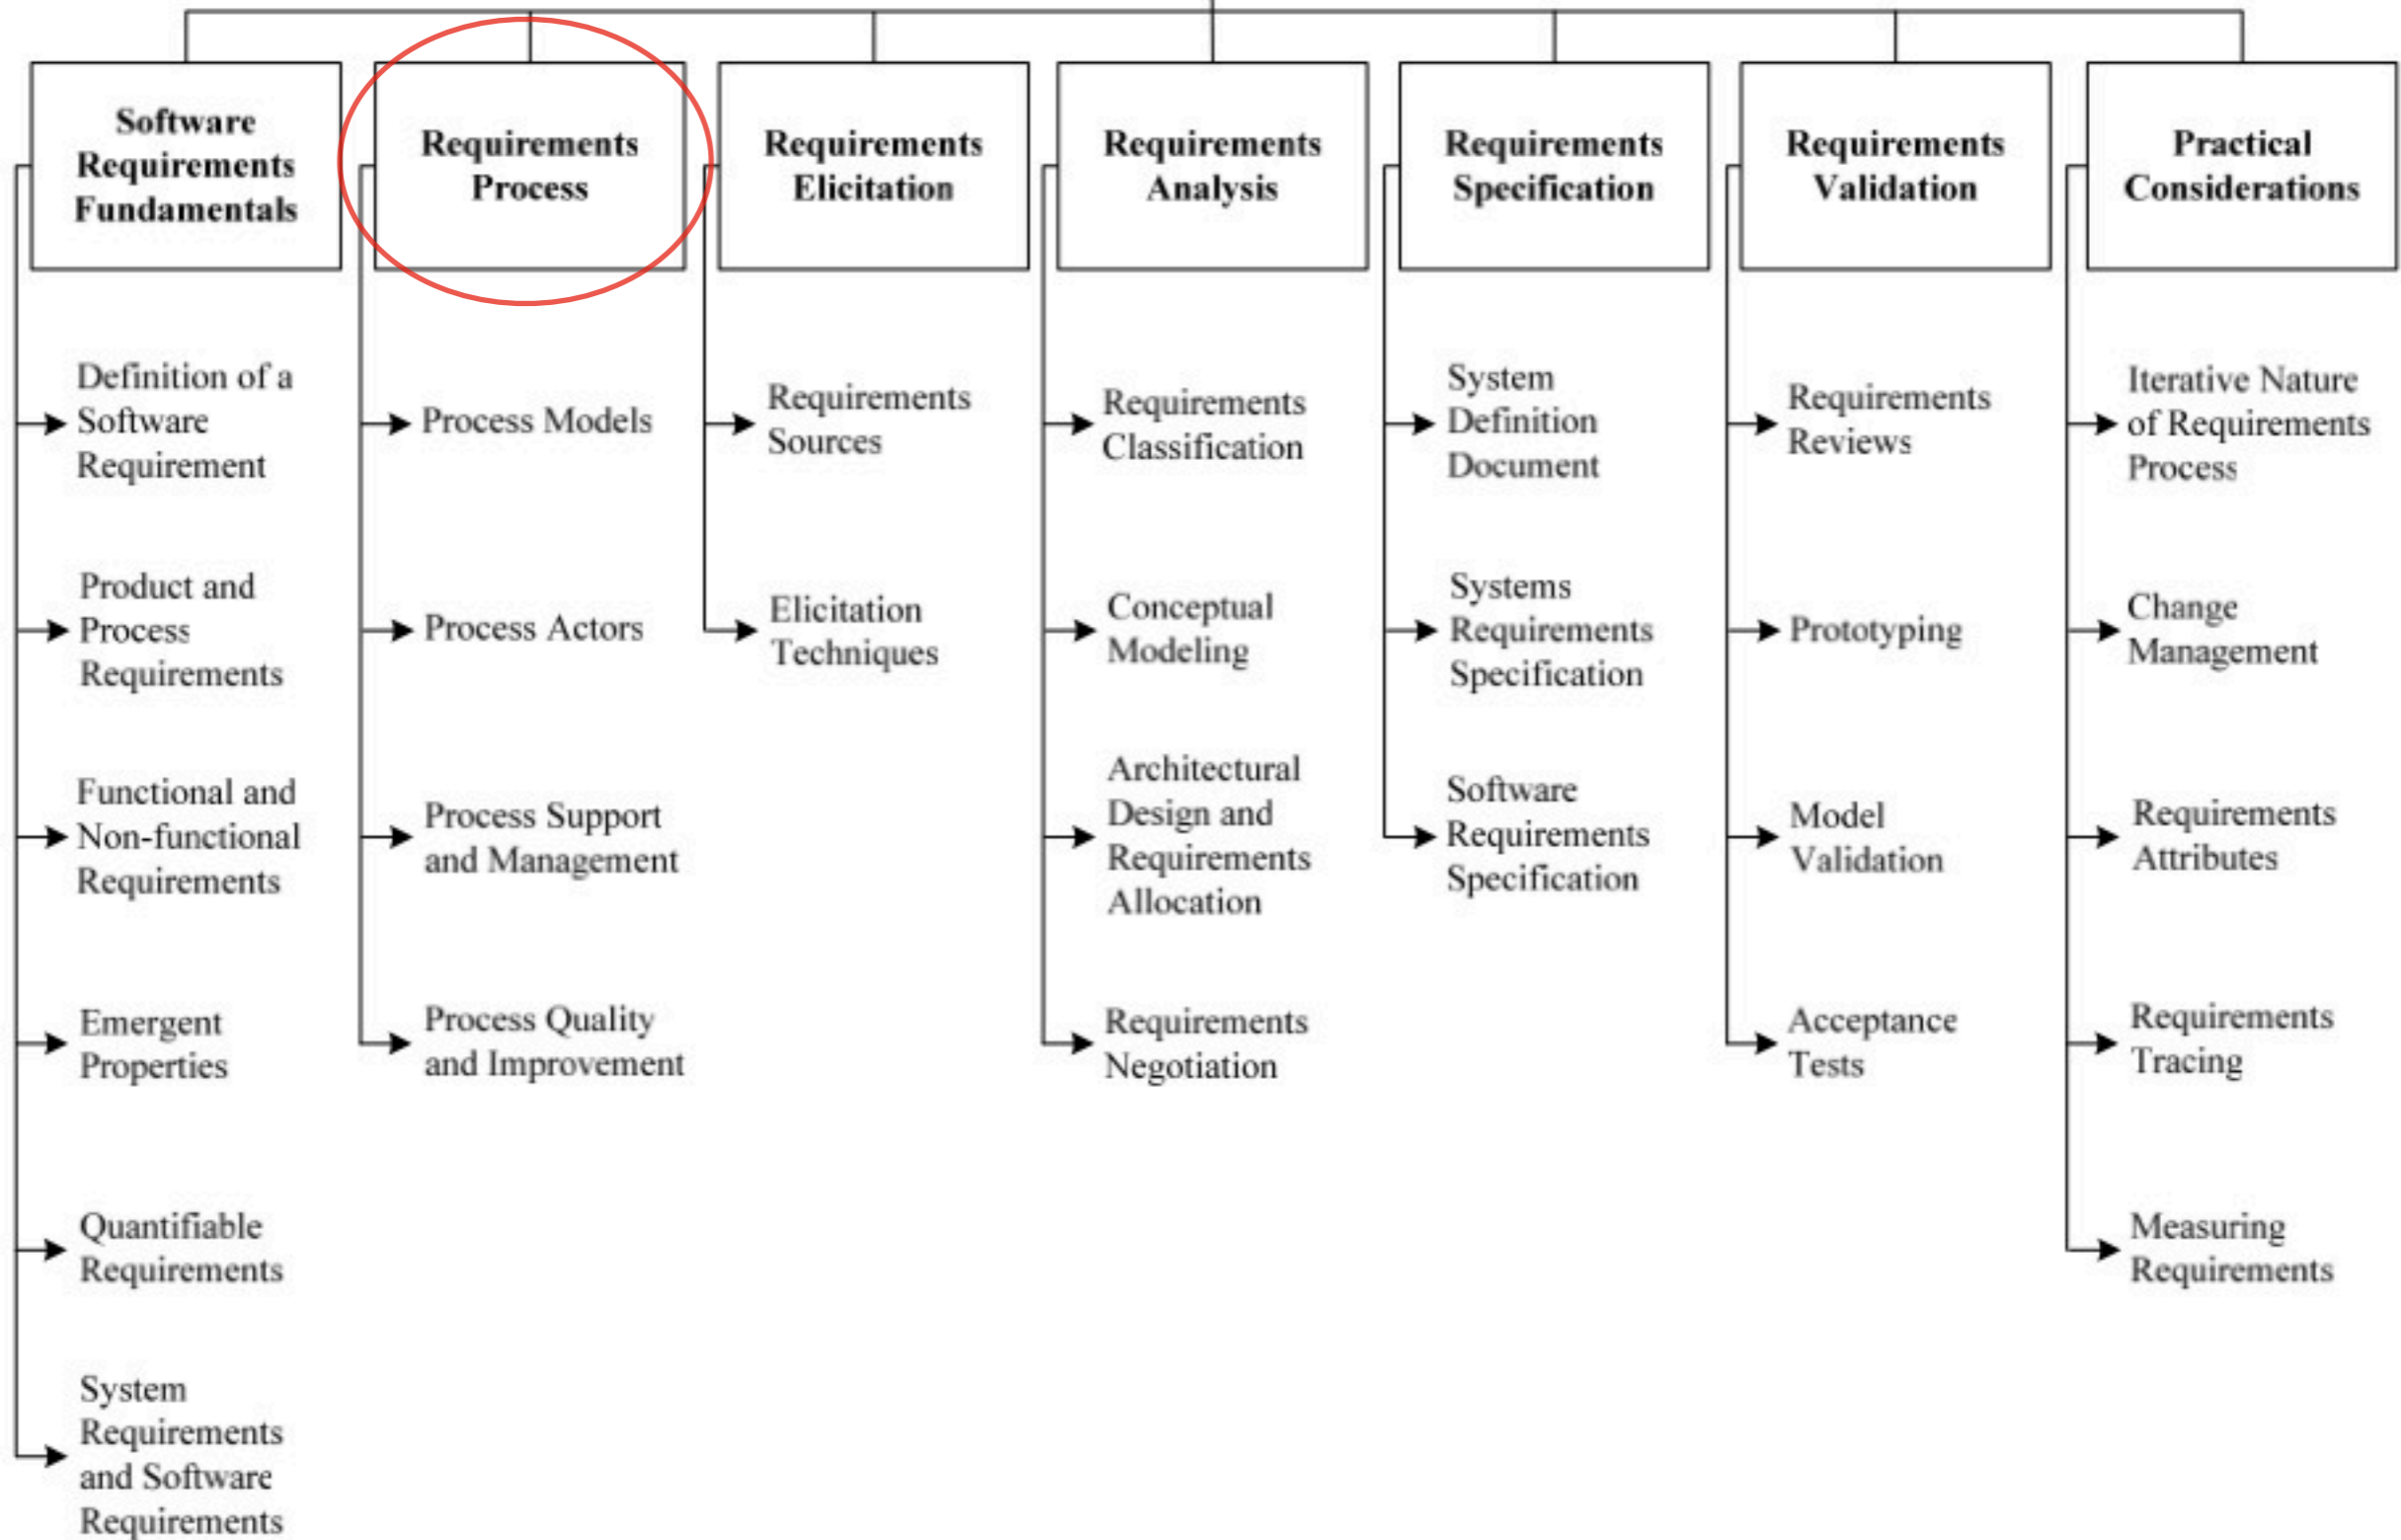 Software
Requirements
Fundamentals
Definition of a
Software
Requirement
Product and
Process
Requirements
Functional and
Non-functional
Requirements
Emergent
Properties
Quantifiable
Requirements
System
Requirements
and Software
Requirements
Requirements
Process
Process Models
Process Actors
Process Support
and Management
Process Quality
and Improvement
Requirements
Elicitation
Requirements
Sources
Elicitation
Techniques
Requirements
Analysis
Requirements
Classification
Conceptual
Modeling
Architectural
Design and
Requirements
Allocation
Requirements
Negotiation
Requirements
Specification
System
Definition
Document
Systems
Requirements
Specification
Software
Requirements
Specification
Requirements
Validation
Requirements
Reviews
Prototyping
Model
Validation
Acceptance
Tests
Practical
Considerations
Iterative Nature
of Requirements
Process
Change
Management
Requirements
Attributes
Requirements
Tracing
Measuring
Requirements